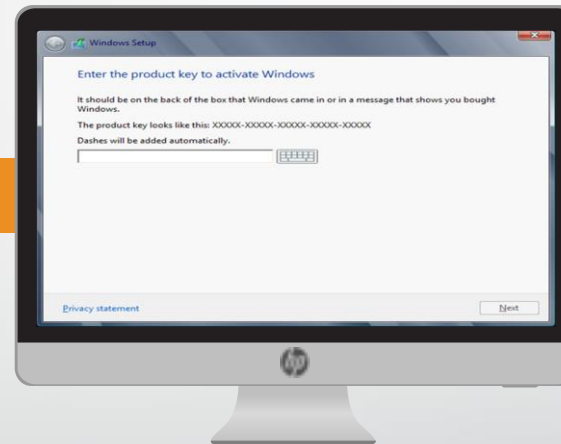 Windows Setup
Enter the product key to activate Windows
It should be on the back of the box that Windows came in or in a message that shows you bought
Windows.
The product key looks like this: XXXXX-XXXXX-XXXXX-XXXXX-XXXXX
Dashes will be added automatically.
Privacy statement
Next
hp